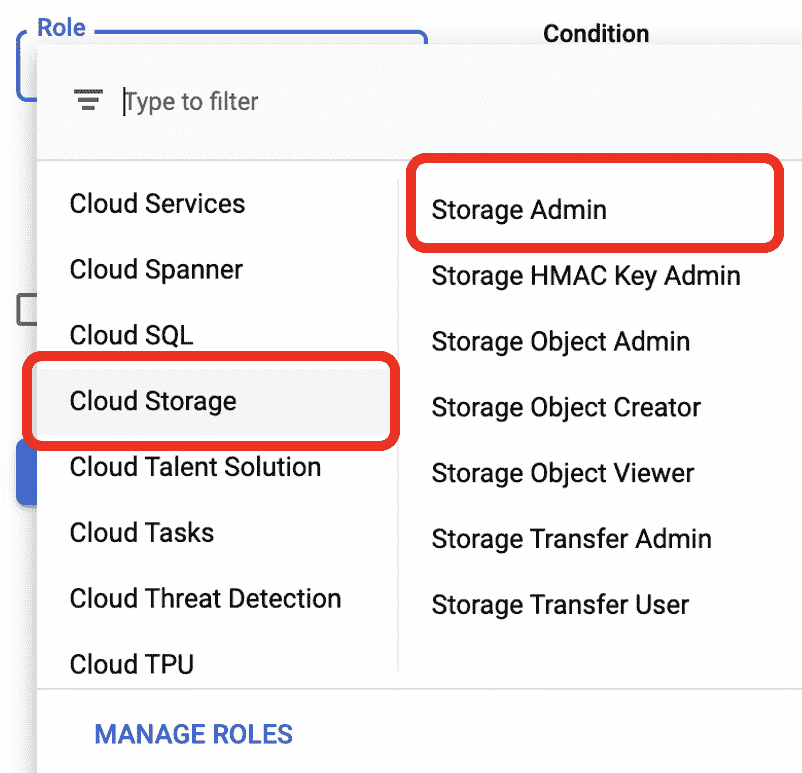 Role
Condition
Type to filter
Cloud Services
Cloud Spanner
Cloud SQL
Cloud Storage
Cloud Talent Solution
Cloud Tasks
Cloud Threat Detection
Cloud TPU
Storage Admin
Storage HMAC Key Admin
Storage Object Admin
Storage Object Creator
Storage Object Viewer
Storage Transfer Admin
Storage Transfer User
MANAGE ROLES